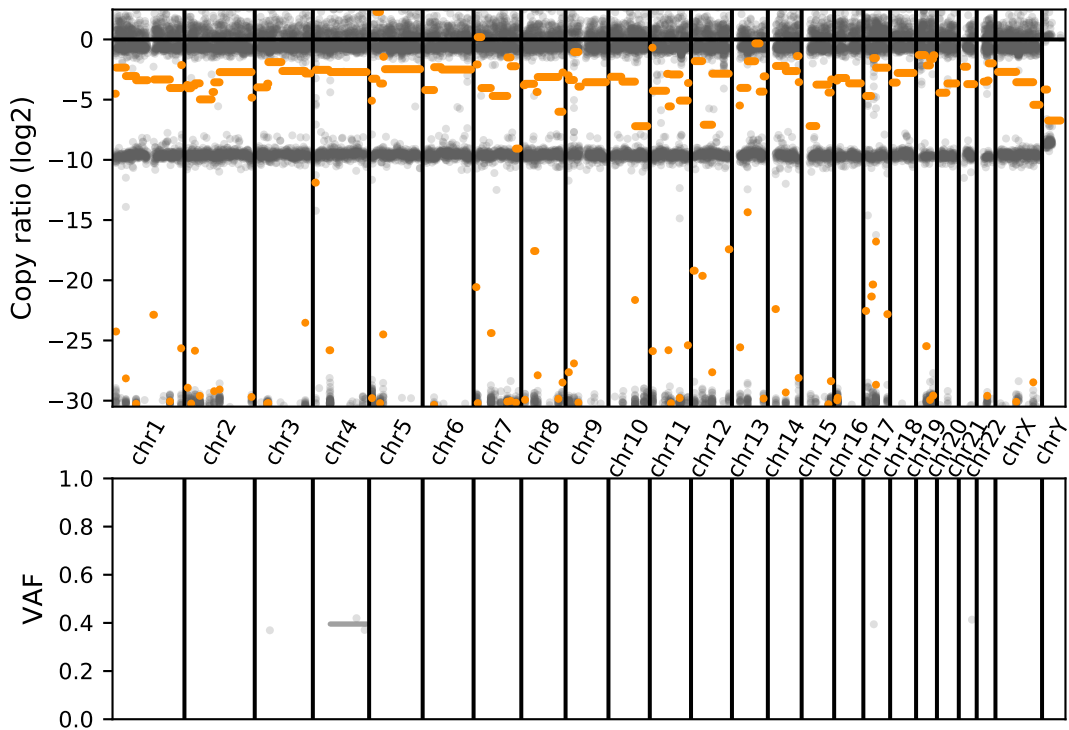 Copy ratio (log2)
0
−5
−10
−15
−20
−25
−30
chr1
chr2
chr3
chr4
chr5
chr6
chr7
chr8
chr9
chr10
chr11
chr12
chr13
chr14
chr15
chr16
chr17
chr18
chr19
chr20
chr21
chr22
chrX
chrY
VAF
1.0
0.8
0.6
0.4
0.2
0.0